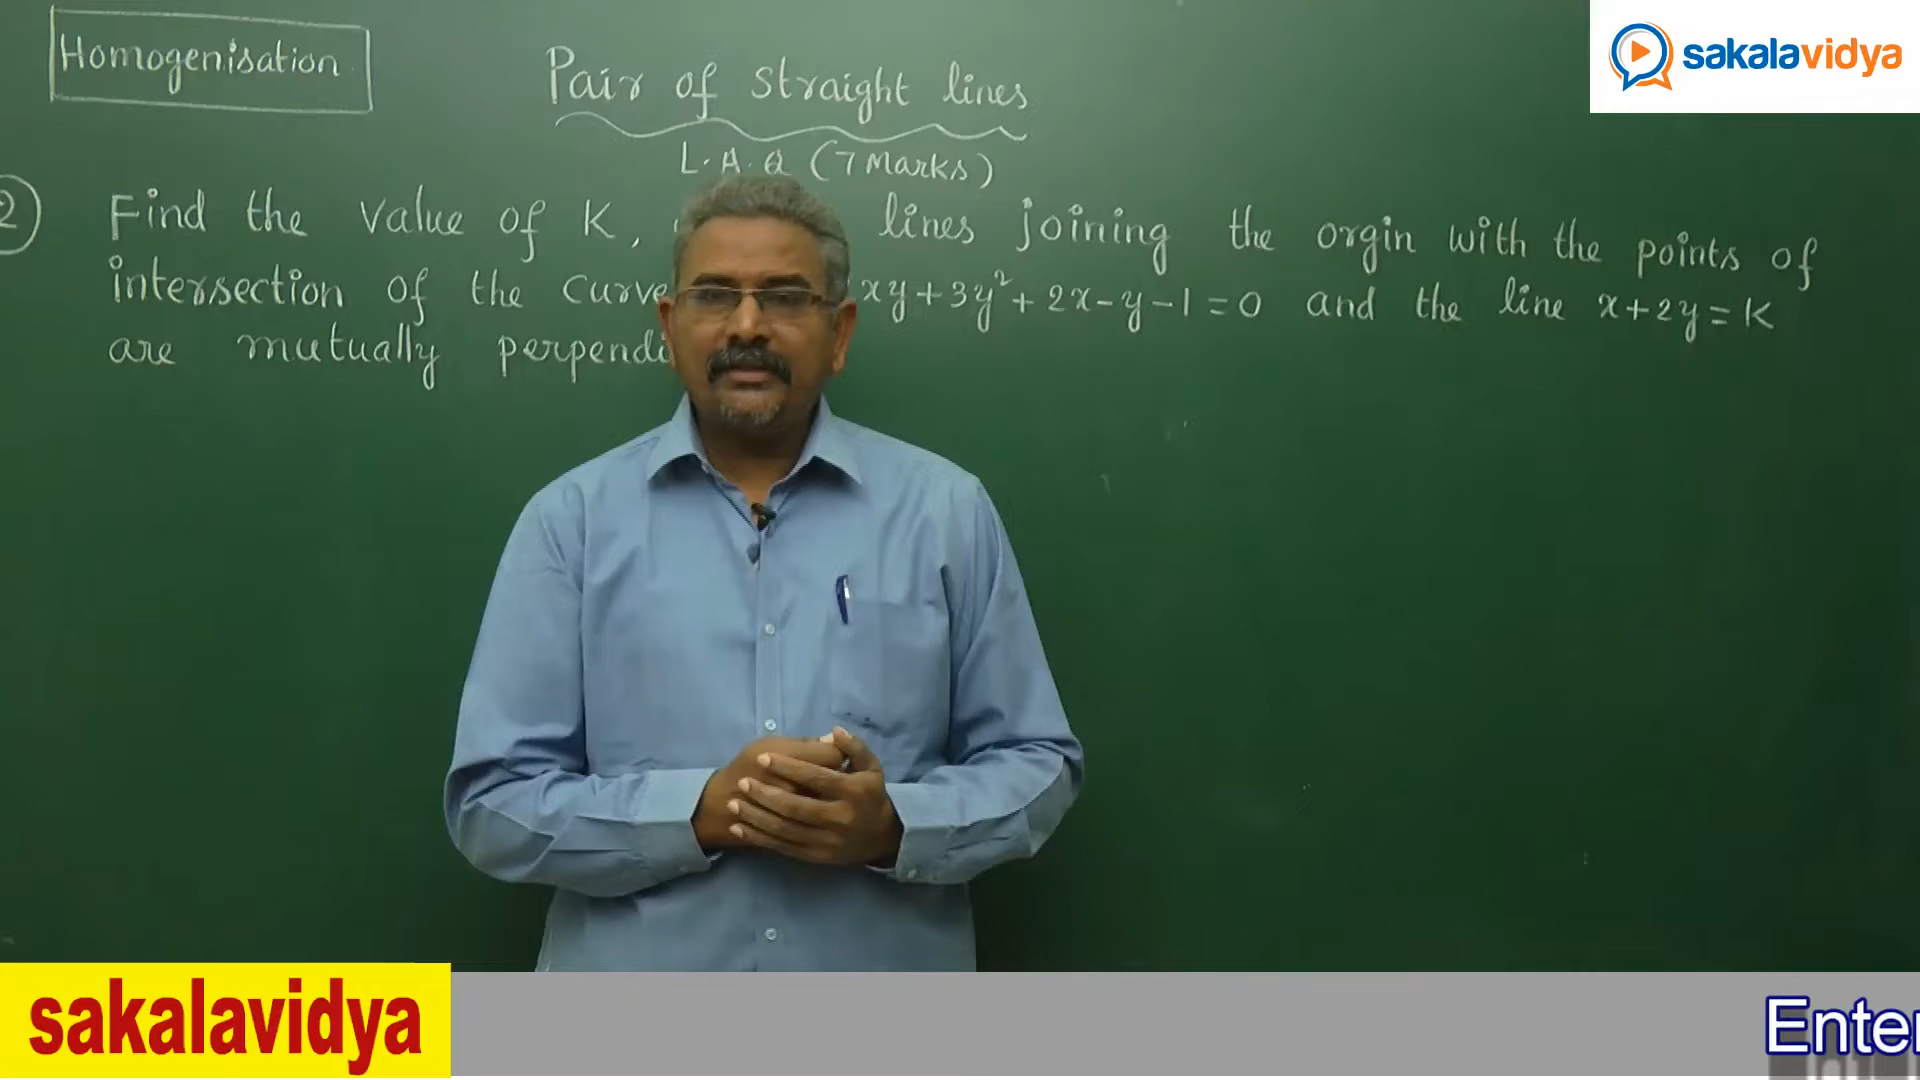 Homogenisation
sakalavidya
Pair of straight lines
L.A.Q (7 Marks)
2 Find the value of K, lines joining the orgin with the points of
intersection of the curve xy+3y²+2x-y-1=0 and the line x+2y=K
are mutually
sakalavidya